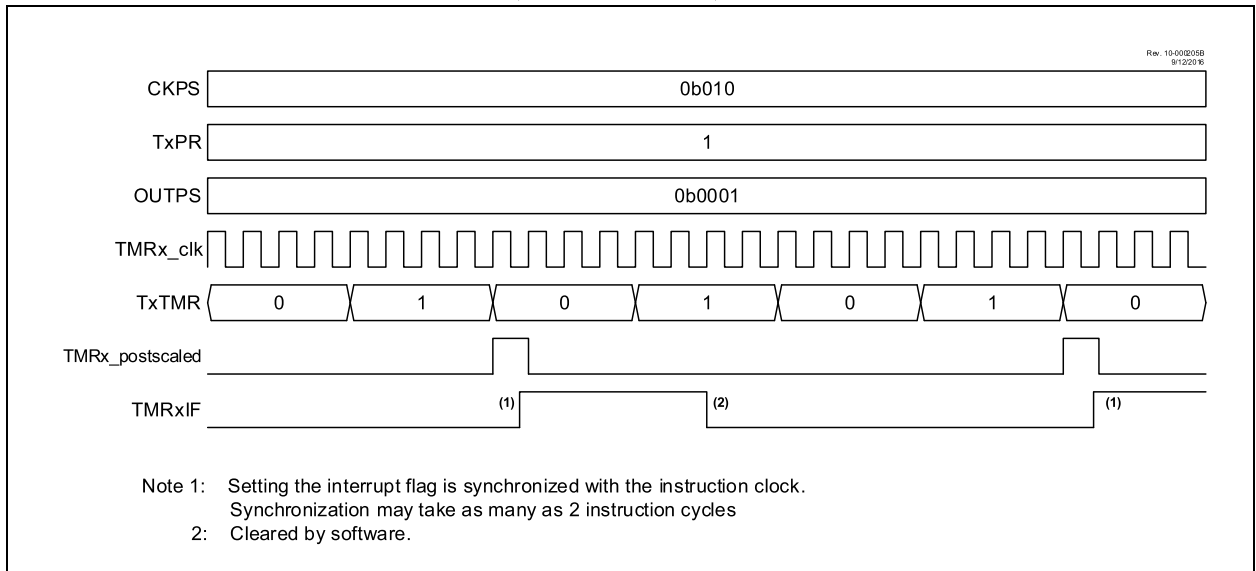 Rev. 10-000205B
9/12/2016
CKPS 0b010
TxPR 1
OUTPS 0b0001
TMRx_clk
TxTMR 0 1 0 1 0 1 0
TMRx_postscaled
TMRxIF (1) (2) (1)
Note 1: Setting the interrupt flag is synchronized with the instruction clock.
Synchronization may take as many as 2 instruction cycles
2: Cleared by software.